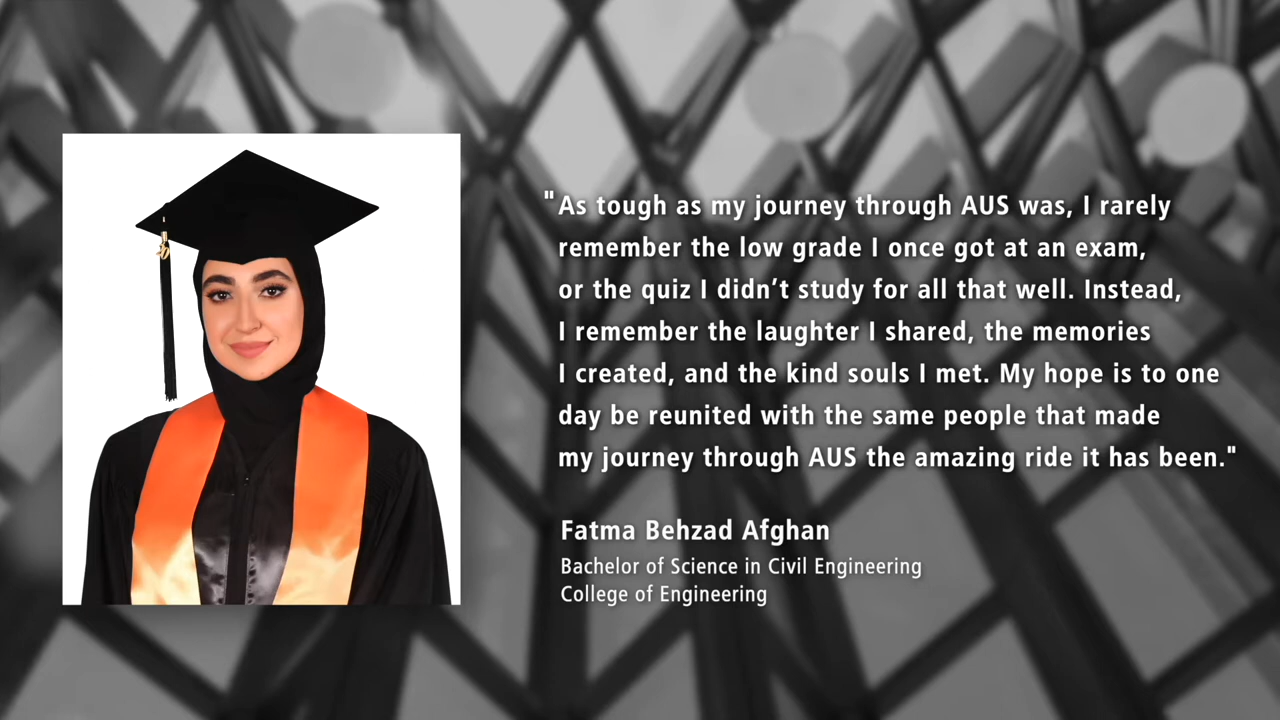 "As tough as my journey through AUS was, I rarely
remember the low grade I once got at an exam,
or the quiz I didn’t study for all that well. Instead,
I remember the laughter I shared, the memories
I created, and the kind souls I met. My hope is to one
day be reunited with the same people that made
my journey through AUS the amazing ride it has been."
Fatma Behzad Afghan
Bachelor of Science in Civil Engineering
College of Engineering